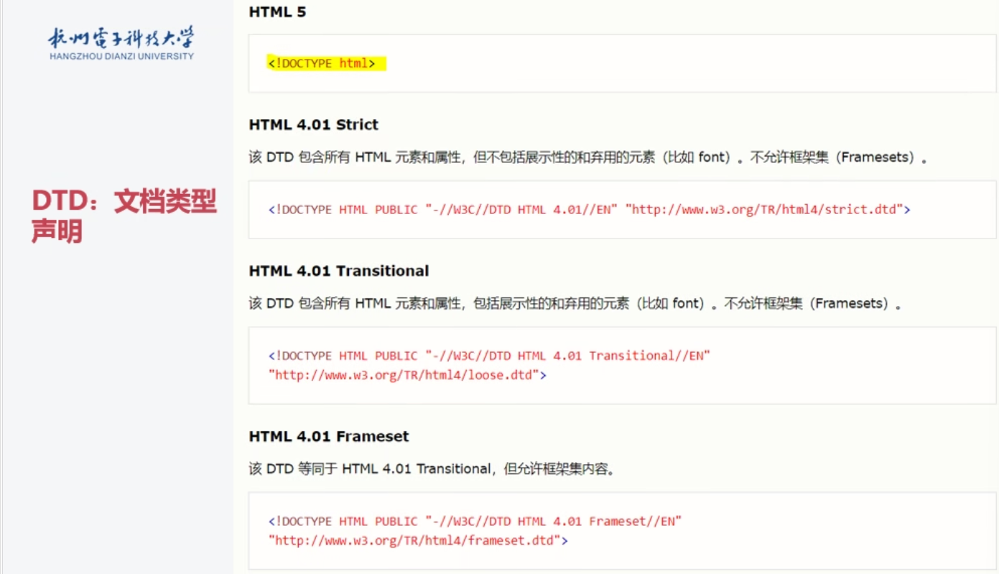 杭州電子科技大学
HANGZHOU DIANZI UNIVERSITY
DTD：文档类型
声明
HTML 5
<!DOCTYPE html>
HTML 4.01 Strict
该 DTD 包含所有 HTML 元素和属性，但不包括展示性的和弃用的元素（比如 font）。不允许框架集（Framesets）。
<!DOCTYPE HTML PUBLIC "-//W3C//DTD HTML 4.01//EN" "http://www.w3.org/TR/html4/strict.dtd">
HTML 4.01 Transitional
该 DTD 包含所有 HTML 元素和属性，包括展示性的和弃用的元素（比如 font）。不允许框架集（Framesets）。
<!DOCTYPE HTML PUBLIC "-//W3C//DTD HTML 4.01 Transitional//EN"
"http://www.w3.org/TR/html4/loose.dtd">
HTML 4.01 Frameset
该 DTD 等同于 HTML 4.01 Transitional，但允许框架集内容。
<!DOCTYPE HTML PUBLIC "-//W3C//DTD HTML 4.01 Frameset//EN"
"http://www.w3.org/TR/html4/frameset.dtd">